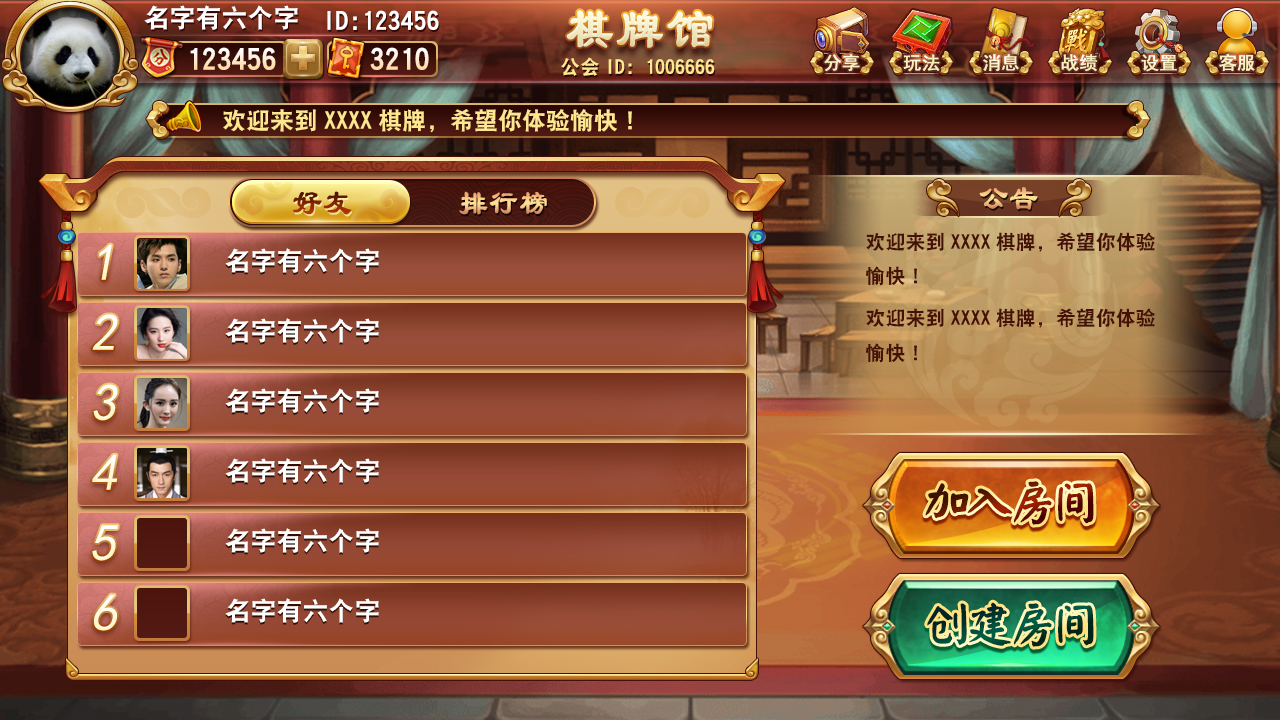 名字有六个字 ID:123456
123456 3210
棋牌馆
公会 ID: 1006666
分享 玩法 消息 战绩 设置 客服
欢迎来到 XXXX 棋牌，希望你体验愉快！
好友 排行榜
1 名字有六个字
2 名字有六个字
3 名字有六个字
4 名字有六个字
5 名字有六个字
6 名字有六个字
公告
欢迎来到 XXXX 棋牌，希望你体验
愉快！
欢迎来到 XXXX 棋牌，希望你体验
愉快！
加入房间
创建房间